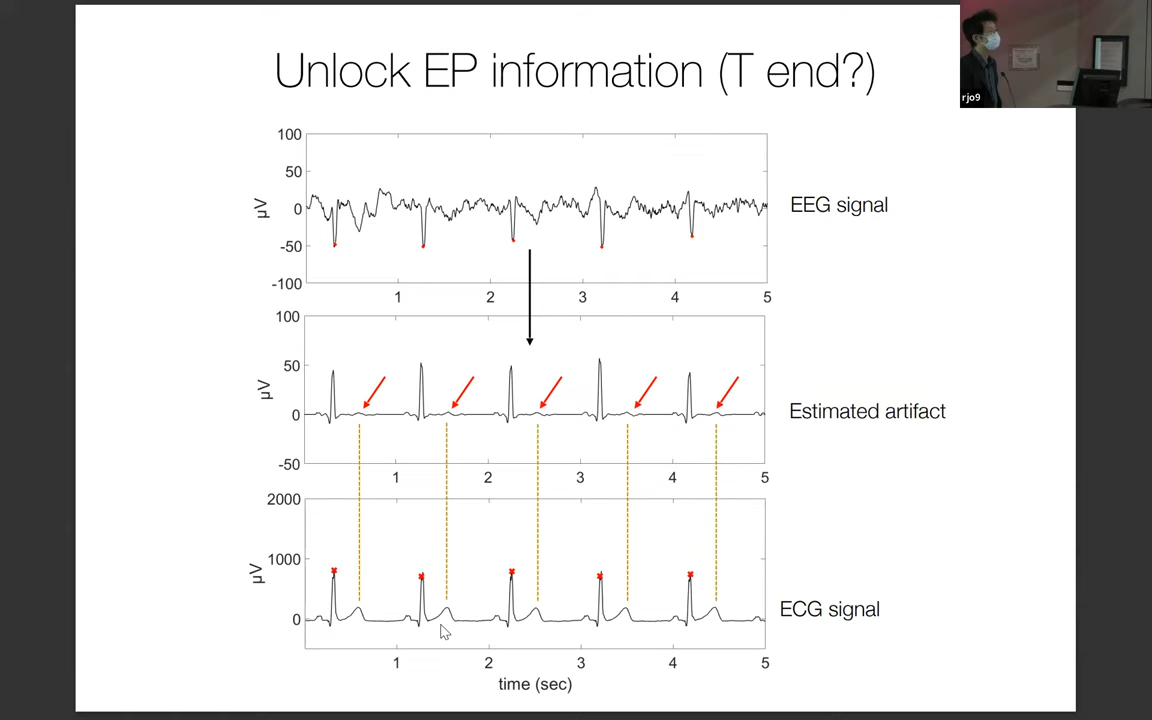 Unlock EP information (T end?)
rjo9
100
50
0
-50
-100
µV
1 2 3 4 5
EEG signal
100
50
0
-50
µV
1 2 3 4 5
Estimated artifact
2000
1000
0
µV
1 2 3 4 5
time (sec)
ECG signal